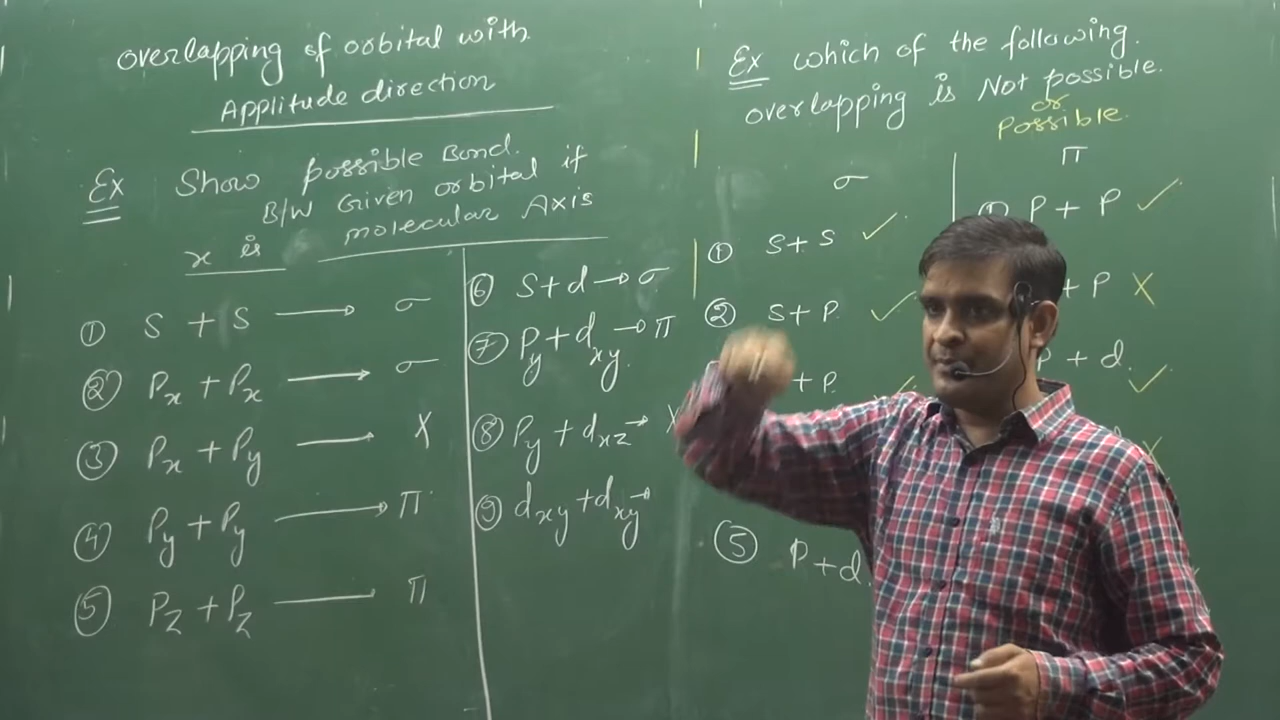 overlapping of orbital with
Applitude direction
Ex Show possible Bond.
B/W Given orbital if
x is molecular Axis
① s + s ⟶ σ
② Px + Px ⟶ σ
③ Px + Py ⟶ X
④ Py + Py ⟶ π
⑤ Pz + Pz ⟶ π
⑥ s + d → σ
⑦ Py + dxy → π
⑧ Py + dxz → X
⑨ dxy + dxy →
Ex which of the following.
overlapping is Not possible.
or
Possible.
σ
① s + s ✓
② s + P. ✓
+ P. ✓
⑤ P + d.
π
① P + P ✓
+ P X
P + d. ✓
d X